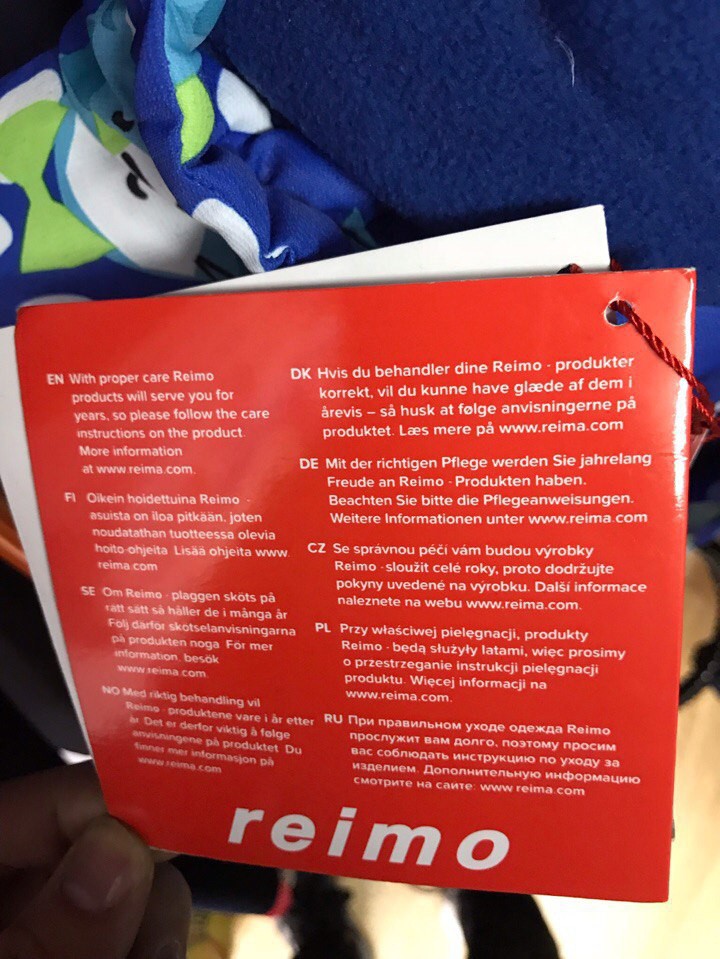 EN With proper care Reimo
products will serve you for
years, so please follow the care
instructions on the product.
More information
at www.reima.com.
FI Oikein hoidettuina Reimo -
asuista on iloa pitkään, joten
noudatathan tuotteessa olevia
hoito-ohjeita. Lisää ohjeita www.
reima.com
SE Om Reimo - plaggen sköts på
rätt sätt så håller de i många år
Följ därför skötselanvisningarna
på produkten noga. För mer
information, besök
www.reima.com
NO Med riktig behandling vil
Reimo - produktene vare i år etter
år. Det er derfor viktig å følge
anvisningene på produktet. Du
finner mer informasjon på
www.reima.com
DK Hvis du behandler dine Reimo - produkter
korrekt, vil du kunne have glæde af dem i
årevis – så husk at følge anvisningerne på
produktet. Læs mere på www.reima.com
DE Mit der richtigen Pflege werden Sie jahrelang
Freude an Reimo - Produkten haben.
Beachten Sie bitte die Pflegeanweisungen.
Weitere Informationen unter www.reima.com
CZ Se správnou péčí vám budou výrobky
Reimo - sloužit celé roky, proto dodržujte
pokyny uvedené na výrobku. Další informace
naleznete na webu www.reima.com.
PL Przy właściwej pielęgnacji, produkty
Reimo - będą służyły latami, więc prosimy
o przestrzeganie instrukcji pielęgnacji
produktu. Więcej informacji na
www.reima.com.
RU При правильном уходе одежда Reimo
прослужит вам долго, поэтому просим
вас соблюдать инструкцию по уходу за
изделием. Дополнительную информацию
смотрите на сайте: www.reima.com
reimo